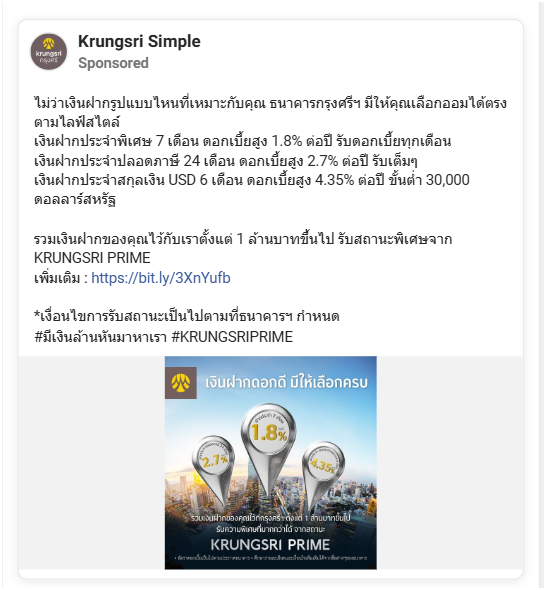 krungsri
กรุงศรี
Krungsri Simple
Sponsored
ไม่ว่าเงินฝากรูปแบบไหนที่เหมาะกับคุณ ธนาคารกรุงศรีฯ มีให้คุณเลือกออมได้ตรง
ตามไลฟ์สไตล์
เงินฝากประจำพิเศษ 7 เดือน ดอกเบี้ยสูง 1.8% ต่อปี รับดอกเบี้ยทุกเดือน
เงินฝากประจำปลอดภาษี 24 เดือน ดอกเบี้ยสูง 2.7% ต่อปี รับเต็มๆ
เงินฝากประจำสกุลเงิน USD 6 เดือน ดอกเบี้ยสูง 4.35% ต่อปี ขั้นต่ำ 30,000
ดอลลาร์สหรัฐ
รวมเงินฝากของคุณไว้กับเราตั้งแต่ 1 ล้านบาทขึ้นไป รับสถานะพิเศษจาก
KRUNGSRI PRIME
เพิ่มเติม : https://bit.ly/3XnYufb
*เงื่อนไขการรับสถานะเป็นไปตามที่ธนาคารฯ กำหนด
#มีเงินล้านหันมาหาเรา #KRUNGSRIPRIME
เงินฝากดอกดี มีให้เลือกครบ
1.8%
2.7%
4.35%
รวมเงินฝากของคุณไว้ที่กรุงศรีฯ ตั้งแต่ 1 ล้านบาทขึ้นไป
รับความพิเศษที่มากกว่าได้ จากสถานะ
KRUNGSRI PRIME